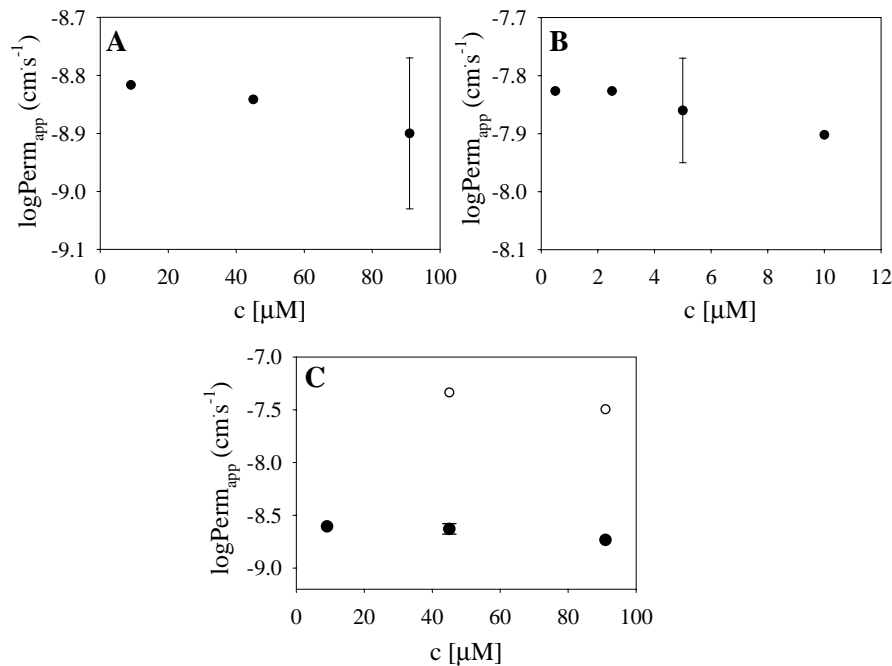 A
logPerm_app (cm·s⁻¹)
-8.7
-8.8
-8.9
-9.0
-9.1
0 20 40 60 80 100
c [μM]
B
logPerm_app (cm·s⁻¹)
-7.7
-7.8
-7.9
-8.0
-8.1
0 2 4 6 8 10 12
c [μM]
C
logPerm_app (cm·s⁻¹)
-7.0
-7.5
-8.0
-8.5
-9.0
0 20 40 60 80 100
c [μM]